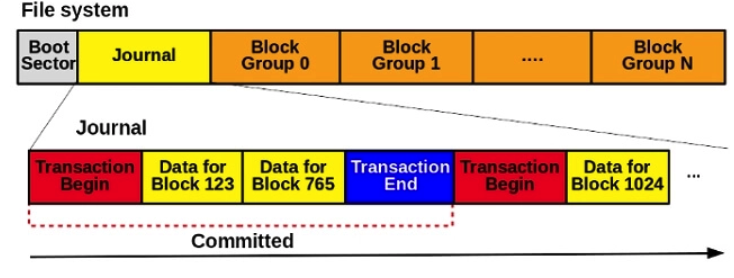 File system
Boot
Sector
Journal
Block
Group 0
Block
Group 1
....
Block
Group N
Journal
Transaction
Begin
Data for
Block 123
Data for
Block 765
Transaction
End
Transaction
Begin
Data for
Block 1024
...
Committed